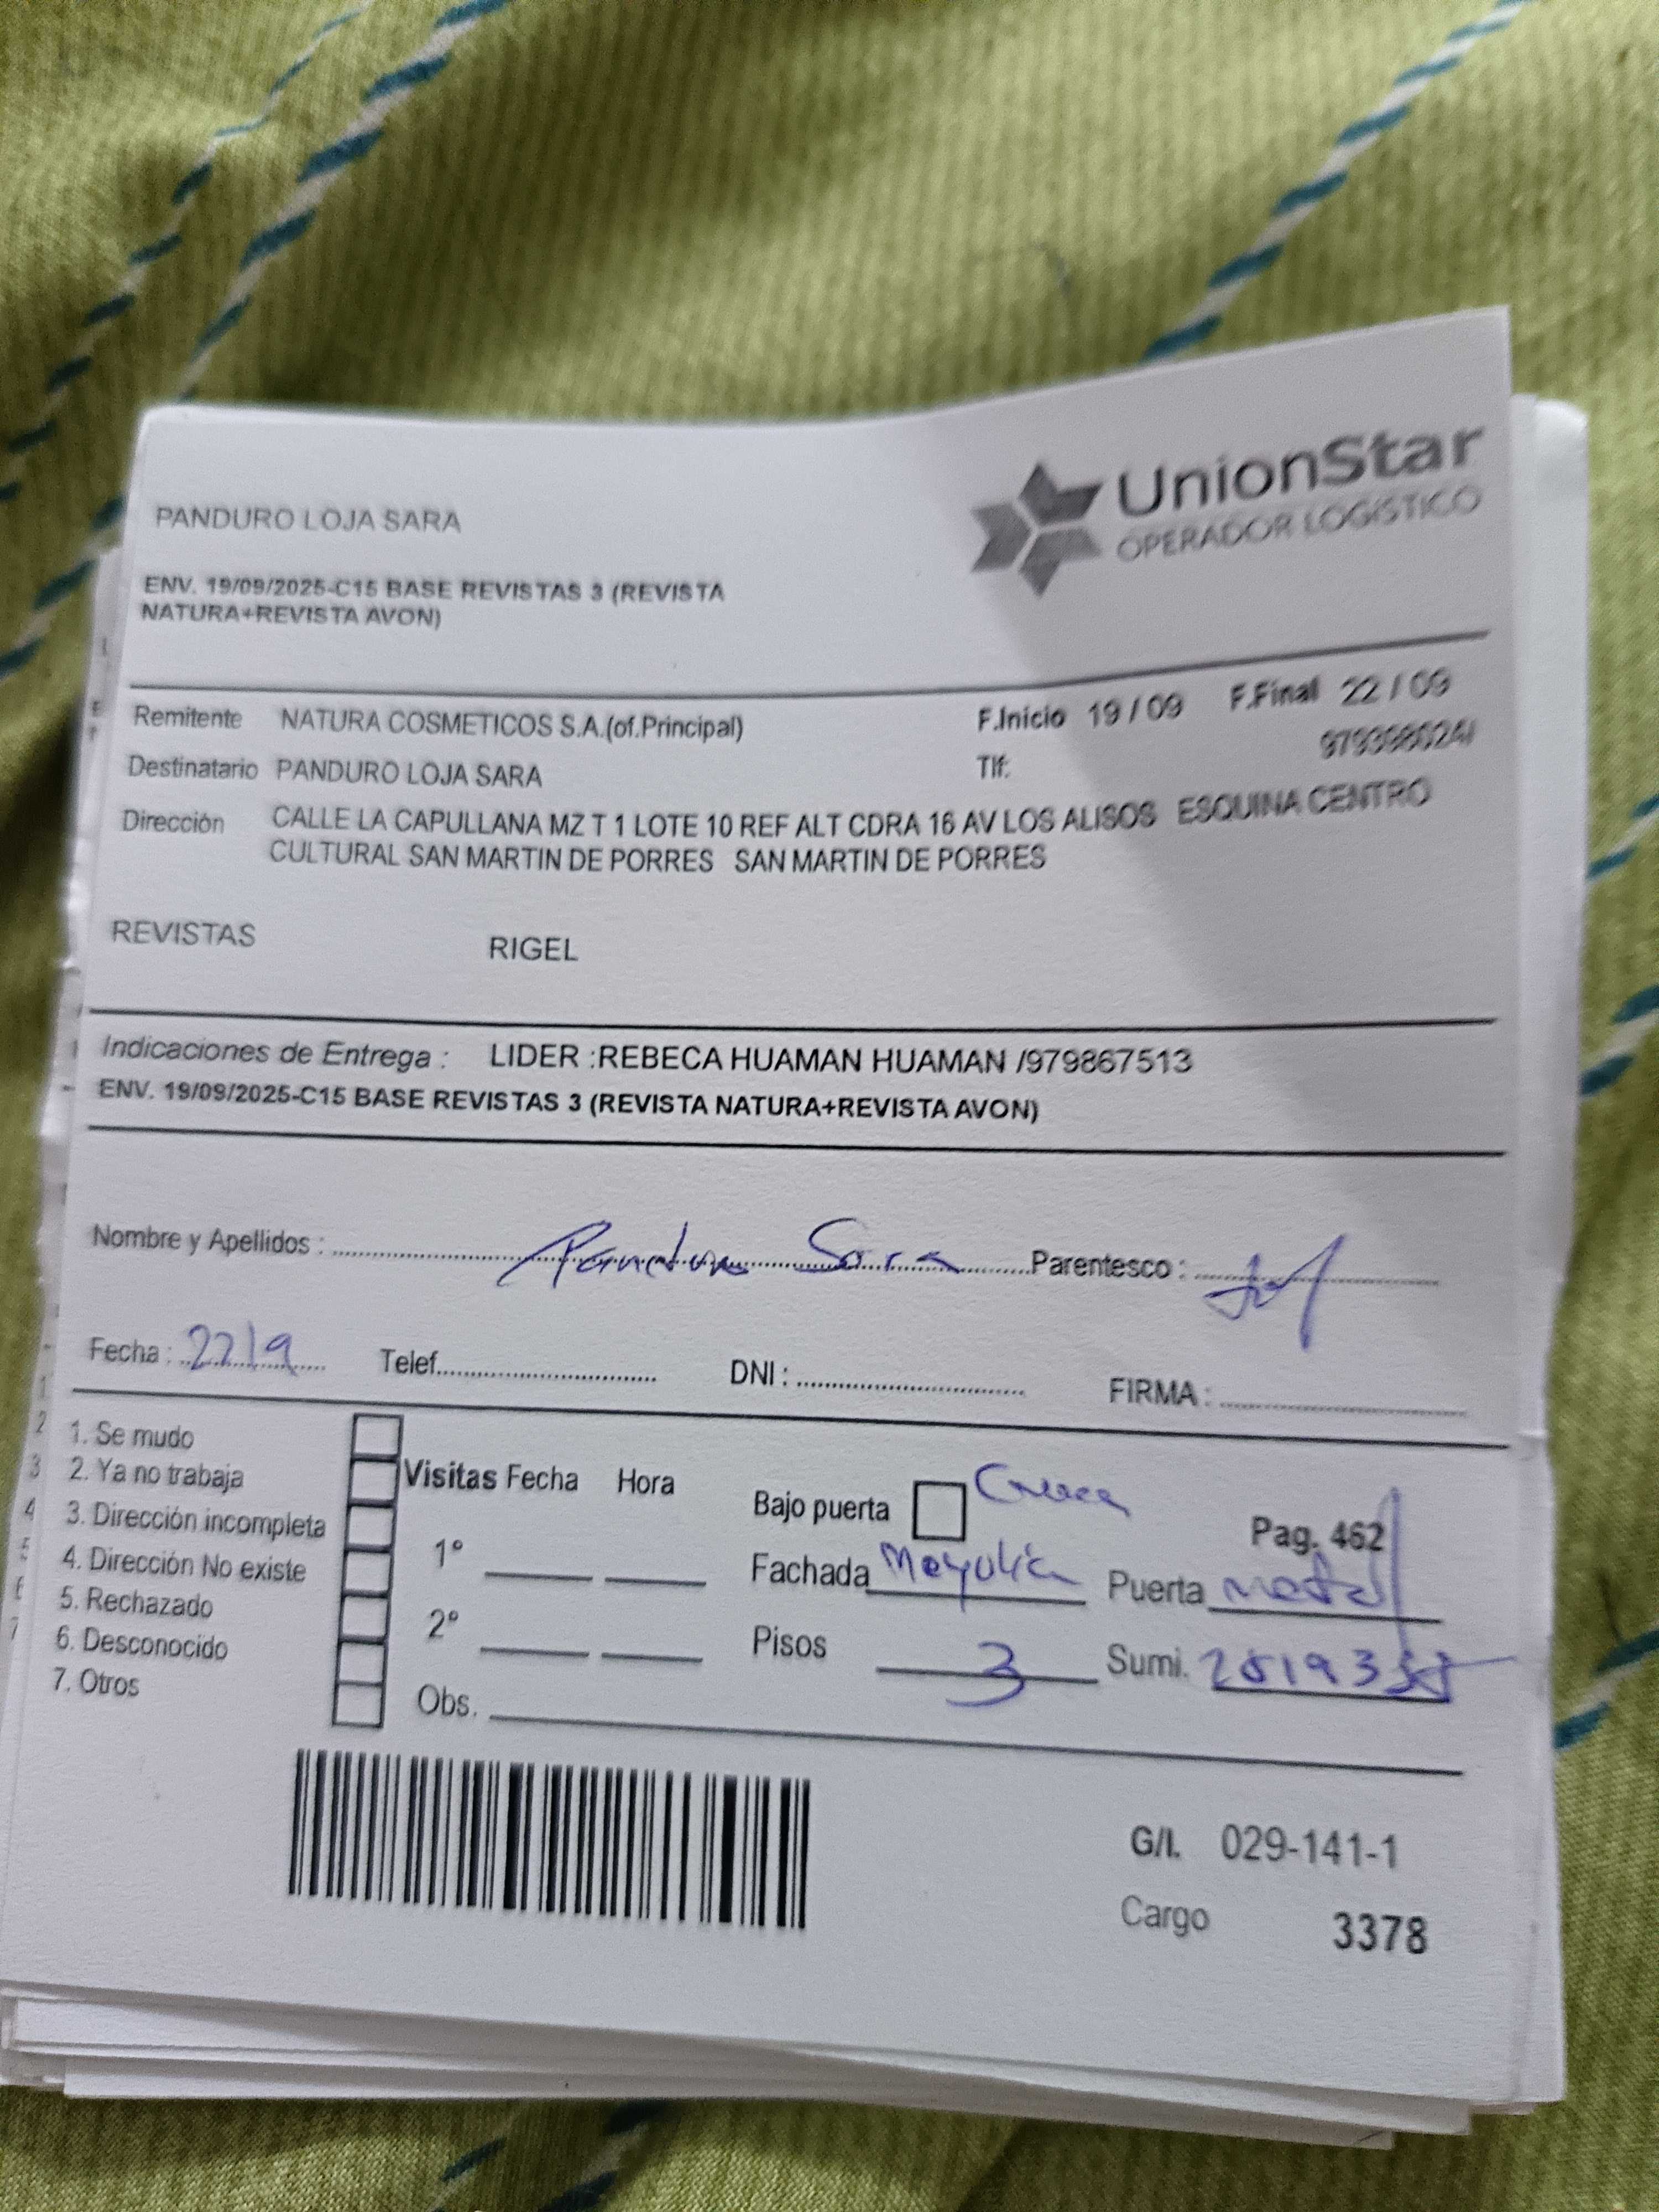 UnionStar
OPERADOR LOGISTICO
PANDURO LOJA SARA
ENV. 19/09/2025-C15 BASE REVISTAS 3 (REVISTA
NATURA+REVISTA AVON)
Remitente NATURA COSMETICOS S.A.(of.Principal) F.Inicio 19 / 09 F.Final 22 / 09
Destinatario PANDURO LOJA SARA Tlf:
Dirección CALLE LA CAPULLANA MZ T 1 LOTE 10 REF ALT CDRA 16 AV LOS ALISOS ESQUINA CENTRO
CULTURAL SAN MARTIN DE PORRES SAN MARTIN DE PORRES
REVISTAS RIGEL
Indicaciones de Entrega : LIDER :REBECA HUAMAN HUAMAN /979867513
ENV. 19/09/2025-C15 BASE REVISTAS 3 (REVISTA NATURA+REVISTA AVON)
Nombre y Apellidos : Panduro Sara Parentesco :
Fecha : 22/9 Telef. DNI : FIRMA :
1. Se mudo
2. Ya no trabaja
3. Dirección incompleta
4. Dirección No existe
5. Rechazado
6. Desconocido
7. Otros
Visitas Fecha Hora
1º
2º
Obs.
Bajo puerta Crema
Pag. 462
Fachada Mayolica Puerta metal
Pisos 3 Sumi.
G/I. 029-141-1
Cargo 3378